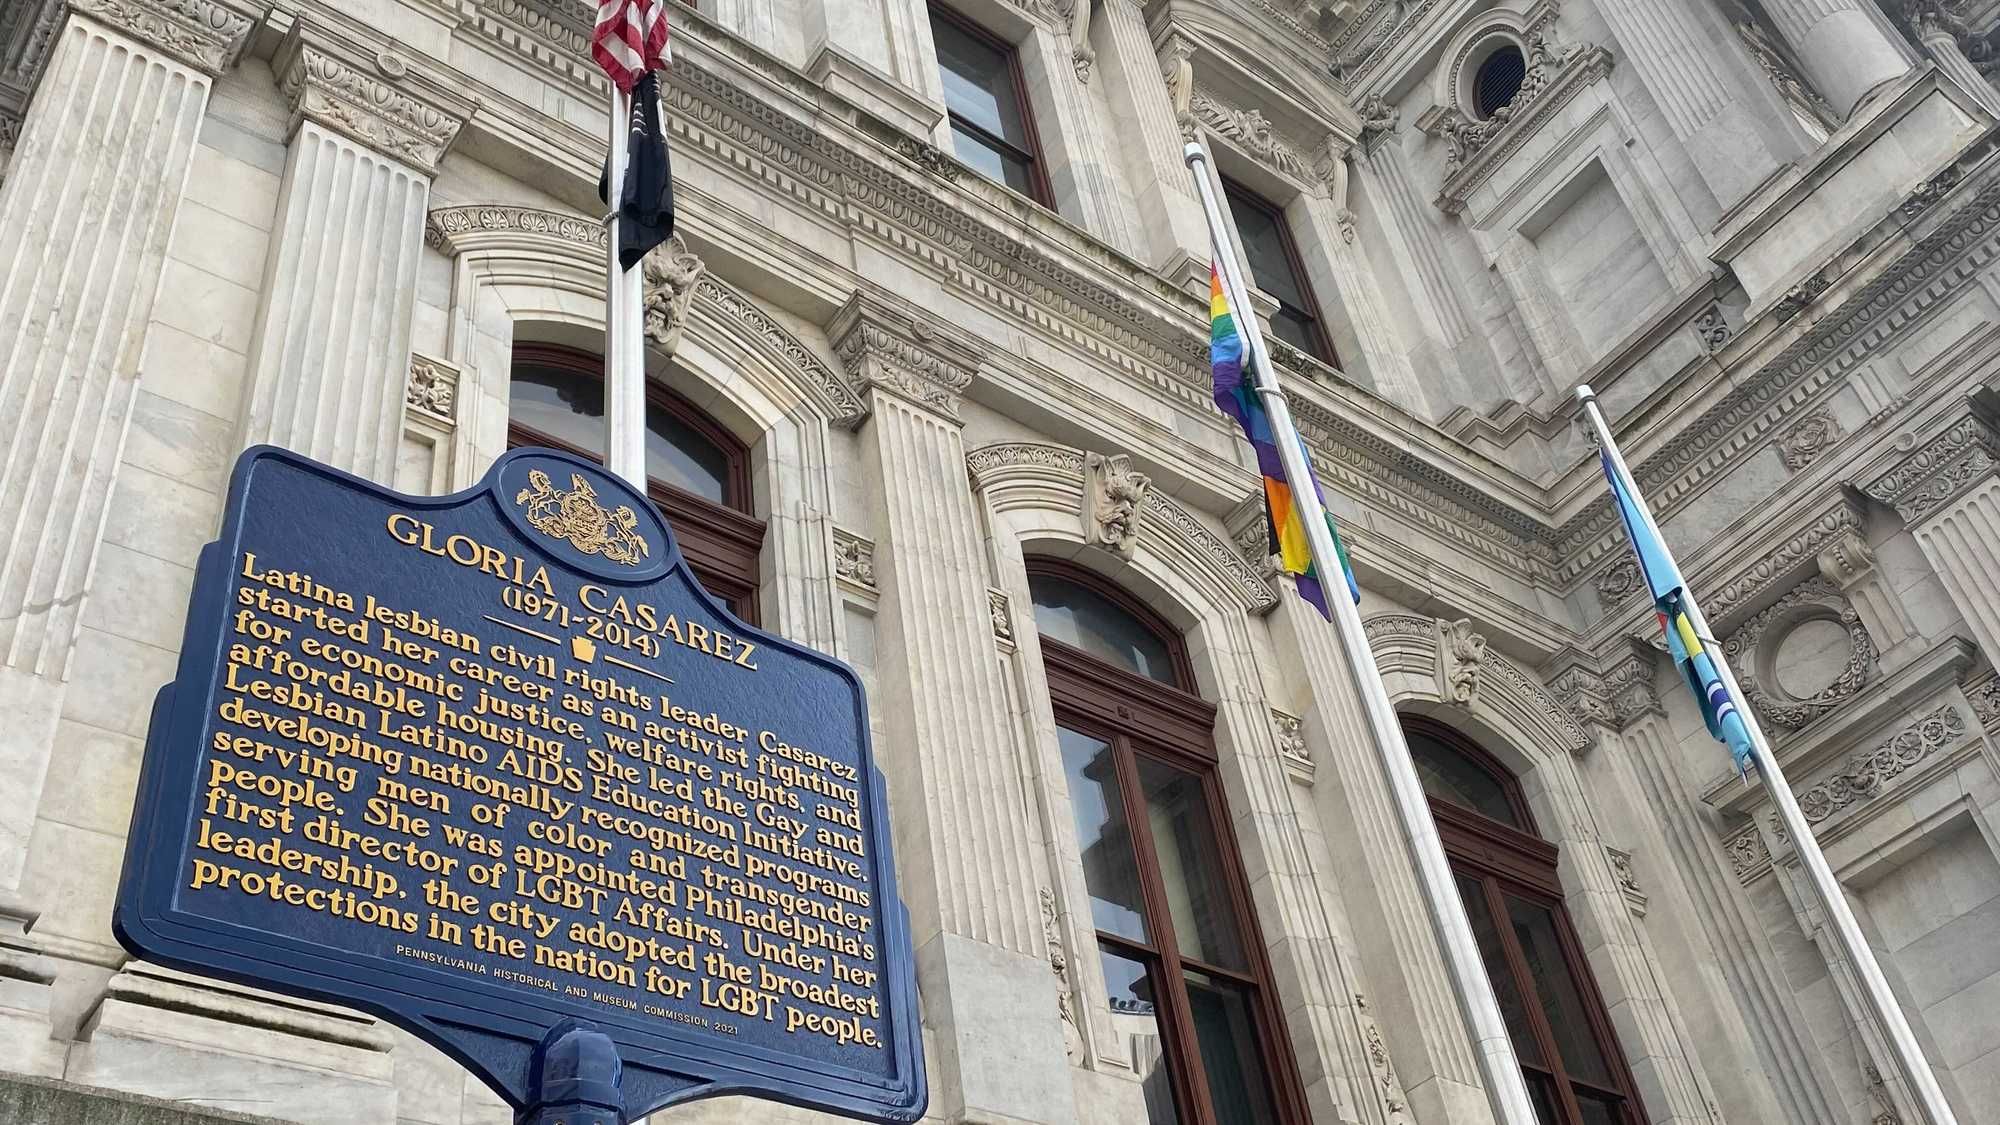 GLORIA CASAREZ
(1971-2014)
Latina lesbian civil rights leader Casarez
started her career as an activist fighting
for economic justice, welfare rights, and
affordable housing. She led the Gay and
Lesbian Latino AIDS Education Initiative,
developing nationally recognized programs
serving men of color and transgender
people. She was appointed Philadelphia's
first director of LGBT Affairs. Under her
leadership, the city adopted the broadest
protections in the nation for LGBT people.
PENNSYLVANIA HISTORICAL AND MUSEUM COMMISSION 2021